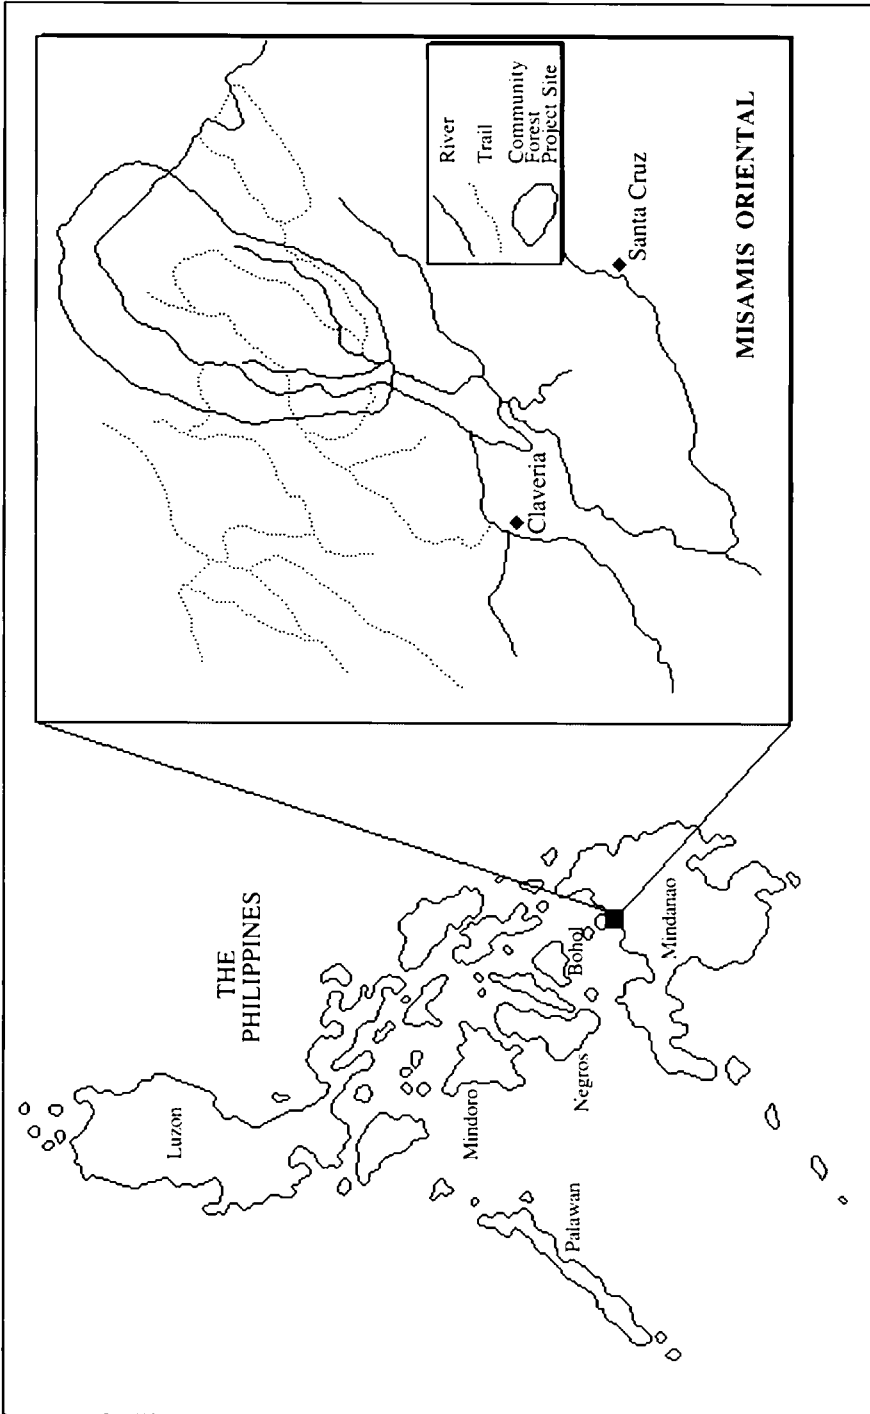 THE
PHILIPPINES
Luzon
Mindoro
Palawan
Negros
Bohol
Mindanao
River
Trail
Community
Forest
Project Site
Claveria
Santa Cruz
MISAMIS ORIENTAL